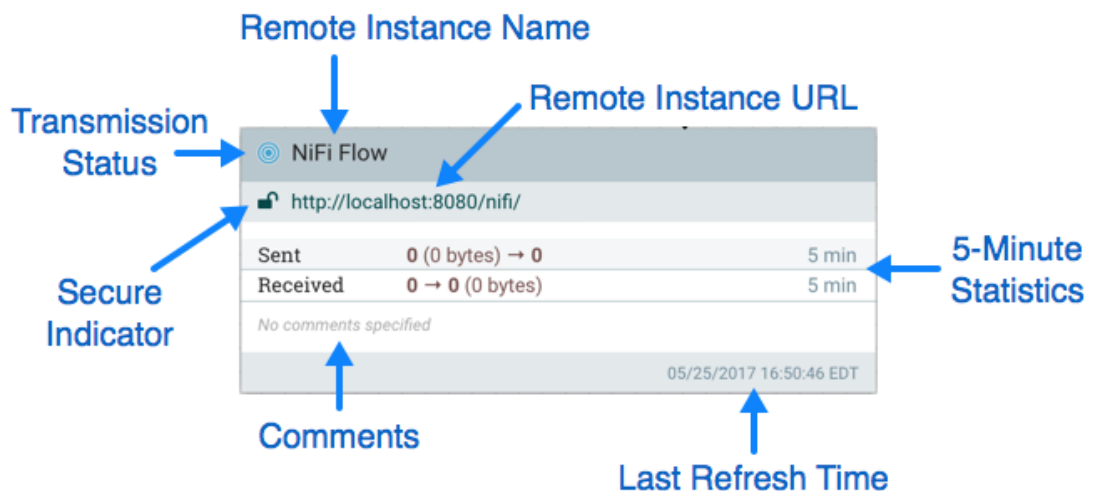 Remote Instance Name
Remote Instance URL
Transmission
Status
NiFi Flow
http://localhost:8080/nifi/
Sent 0 (0 bytes) → 0 5 min
Received 0 → 0 (0 bytes) 5 min
5-Minute
Statistics
Secure
Indicator
No comments specified
05/25/2017 16:50:46 EDT
Comments
Last Refresh Time